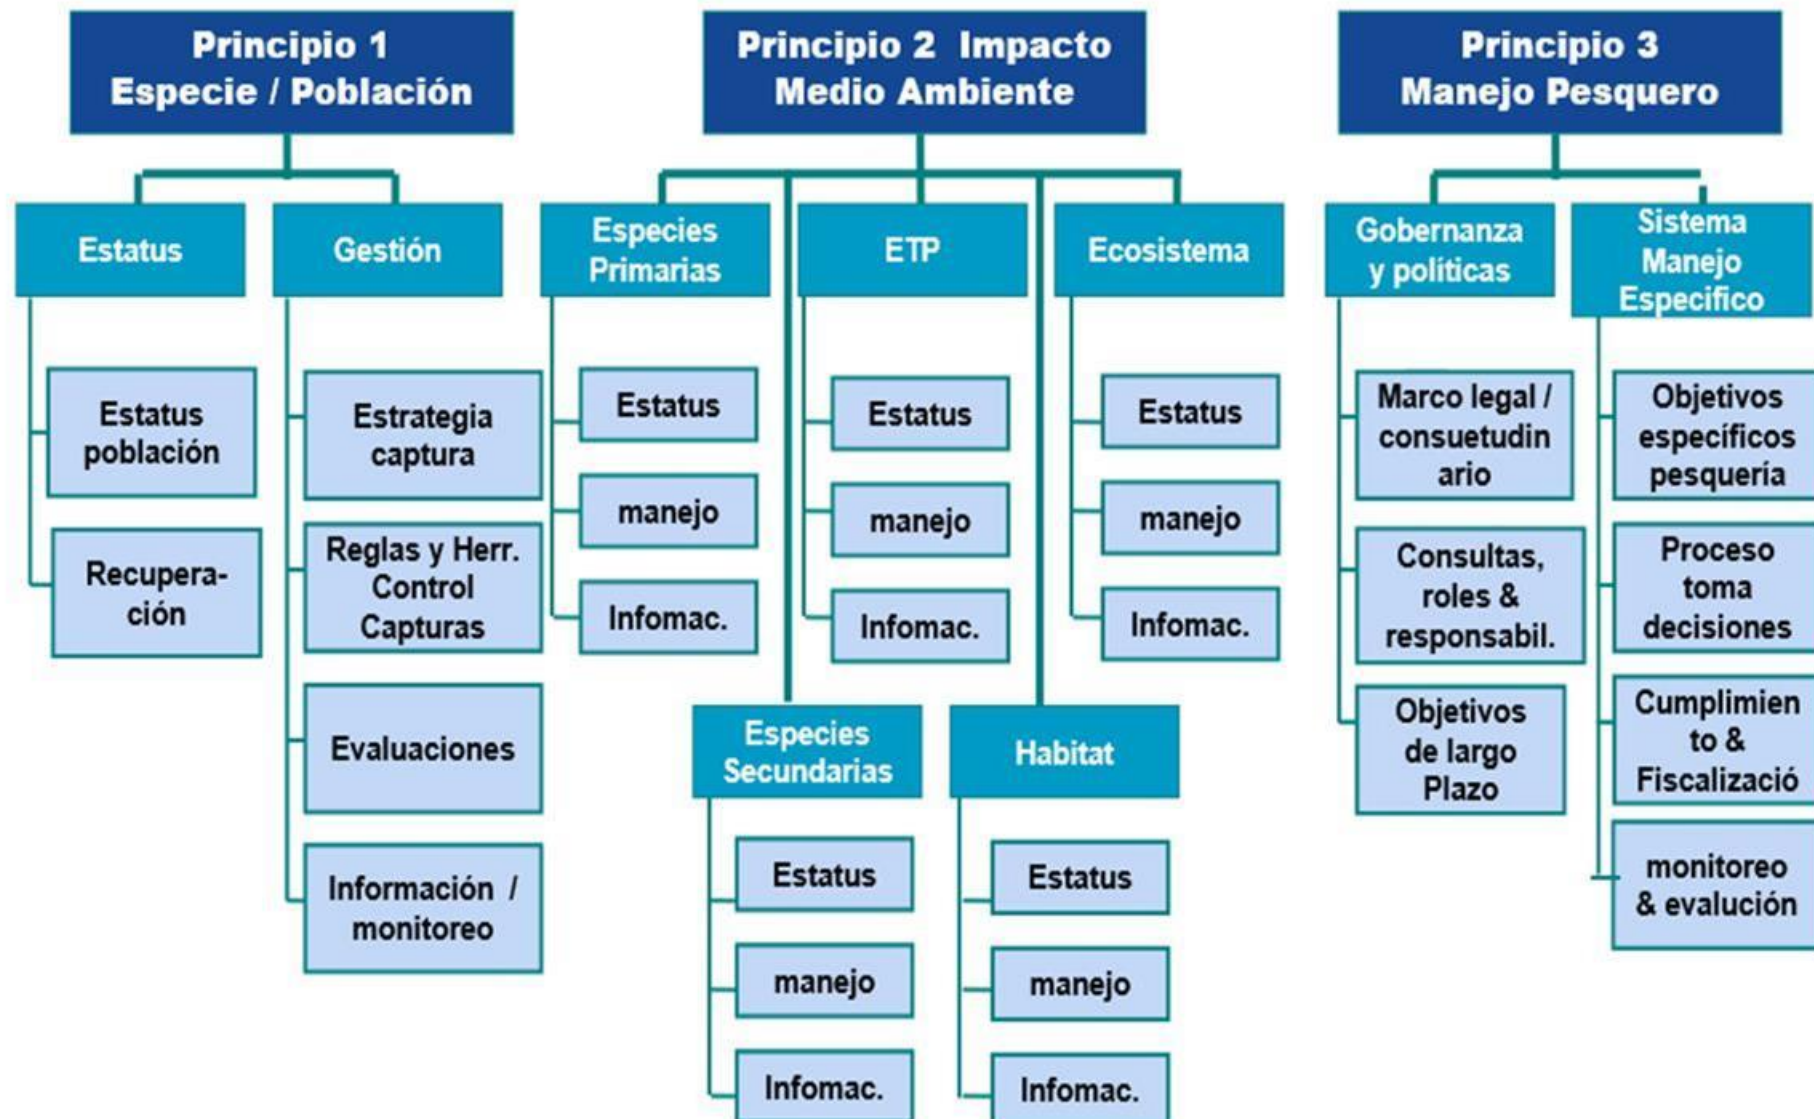 Principio 1
Especie / Población
Estatus
Estatus
población
Recupera-
ción
Gestión
Estrategia
captura
Reglas y Herr.
Control
Capturas
Evaluaciones
Información /
monitoreo
Principio 2 Impacto
Medio Ambiente
Especies
Primarias
Estatus
manejo
Infomac.
ETP
Estatus
manejo
Infomac.
Ecosistema
Estatus
manejo
Infomac.
Especies
Secundarias
Estatus
manejo
Infomac.
Habitat
Estatus
manejo
Infomac.
Principio 3
Manejo Pesquero
Gobernanza
y políticas
Marco legal /
consuetudin
ario
Consultas,
roles &
responsabil.
Objetivos
de largo
Plazo
Sistema
Manejo
Especifico
Objetivos
específicos
pesquería
Proceso
toma
decisiones
Cumplimien
to &
Fiscalizació
monitoreo
& evalución